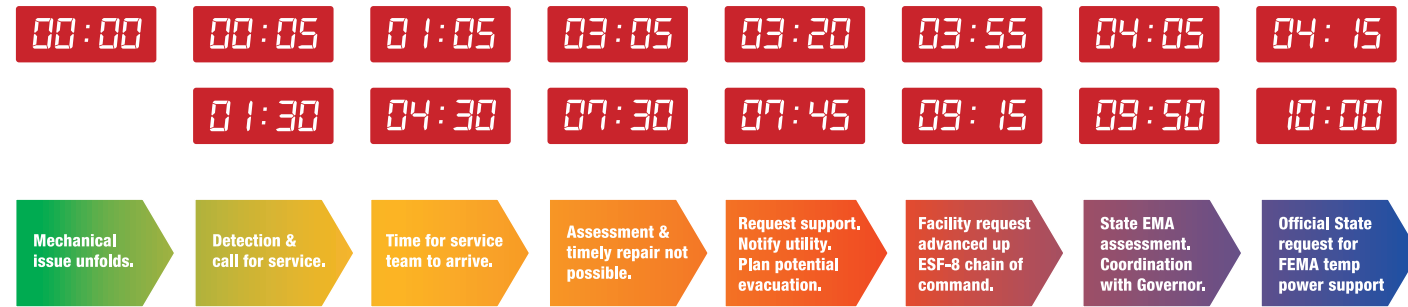 00:00 00:05 01:05 03:05 03:20 03:55 04:05 04:15
01:30 04:30 07:30 07:45 09:15 09:50 10:00
Mechanical
issue unfolds.
Detection &
call for service.
Time for service
team to arrive.
Assessment &
timely repair not
possible.
Request support.
Notify utility.
Plan potential
evacuation.
Facility request
advanced up
ESF-8 chain of
command.
State EMA
assessment.
Coordination
with Governor.
Official State
request for
FEMA temp
power support